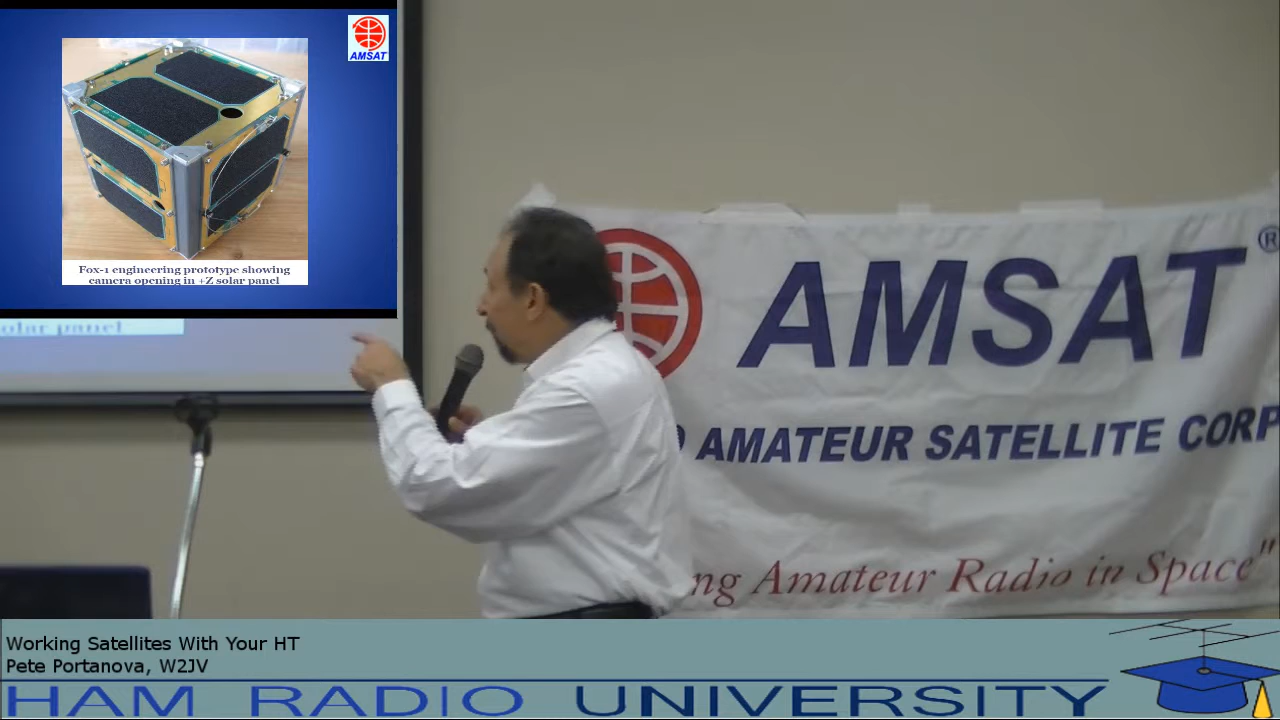 AMSAT
Fox-1 engineering prototype showing
camera opening in +Z solar panel
solar panel
AMSAT®
AMATEUR SATELLITE CORP
ng Amateur Radio in Space"
Working Satellites With Your HT
Pete Portanova, W2JV
HAM RADIO UNIVERSITY